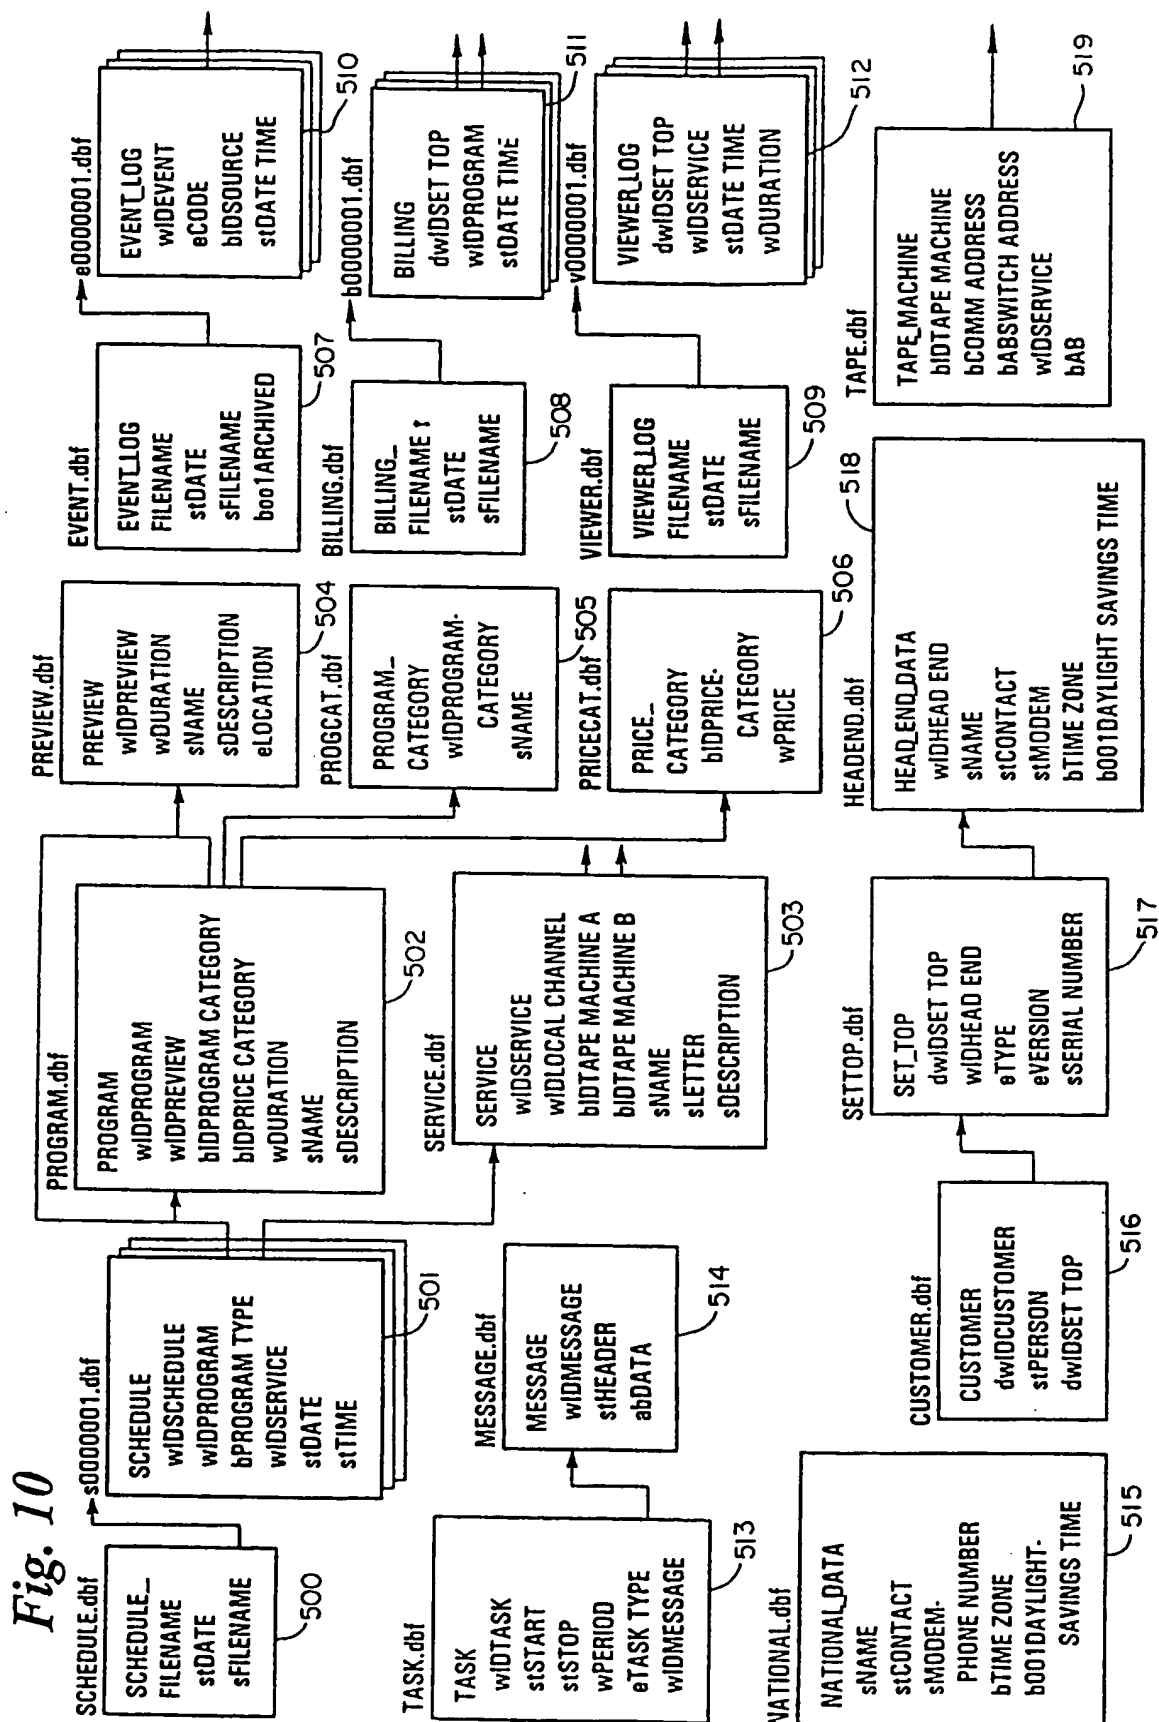 Fig. 10
SCHEDULE.dbf
SCHEDULE_
FILENAME
stDATE
sFILENAME
500
s0000001.dbf
SCHEDULE
wIDSCHEDULE
wIDPROGRAM
bPROGRAM TYPE
wIDSERVICE
stDATE
stTIME
501
PROGRAM.dbf
PROGRAM
wIDPROGRAM
wIDPREVIEW
bIDPROGRAM CATEGORY
bIDPRICE CATEGORY
wDURATION
sNAME
sDESCRIPTION
502
SERVICE.dbf
SERVICE
wIDSERVICE
wIDLOCAL CHANNEL
bIDTAPE MACHINE A
bIDTAPE MACHINE B
sNAME
sLETTER
sDESCRIPTION
503
PREVIEW.dbf
PREVIEW
wIDPREVIEW
wDURATION
sNAME
sDESCRIPTION
eLOCATION
504
PROGCAT.dbf
PROGRAM_
CATEGORY
wIDPROGRAM-
CATEGORY
sNAME
505
PRICECAT.dbf
PRICE_
CATEGORY
bIDPRICE-
CATEGORY
wPRICE
506
EVENT.dbf
EVENT_LOG
FILENAME
stDATE
sFILENAME
boo1ARCHIVED
507
BILLING.dbf
BILLING_
FILENAME
stDATE
sFILENAME
508
VIEWER.dbf
VIEWER_LOG
FILENAME
stDATE
sFILENAME
509
e0000001.dbf
EVENT_LOG
wIDEVENT
eCODE
bIDSOURCE
stDATE TIME
510
b0000001.dbf
BILLING
dwIDSET TOP
wIDPROGRAM
stDATE TIME
511
v0000001.dbf
VIEWER_LOG
dwIDSET TOP
wIDSERVICE
stDATE TIME
wDURATION
512
TASK.dbf
TASK
wIDTASK
stSTART
stSTOP
wPERIOD
eTASK TYPE
wIDMESSAGE
513
MESSAGE.dbf
MESSAGE
wIDMESSAGE
stHEADER
abDATA
514
NATIONAL.dbf
NATIONAL_DATA
sNAME
stCONTACT
sMODEM-
PHONE NUMBER
bTIME ZONE
b001DAYLIGHT-
SAVINGS TIME
515
CUSTOMER.dbf
CUSTOMER
dwIDCUSTOMER
stPERSON
dwIDSET TOP
516
SETTOP.dbf
SET_TOP
dwIDSET TOP
wIDHEAD END
eTYPE
eVERSION
sSERIAL NUMBER
517
HEADEND.dbf
HEAD_END_DATA
wIDHEAD END
sNAME
stCONTACT
stMODEM
bTIME ZONE
b001DAYLIGHT SAVINGS TIME
518
TAPE.dbf
TAPE_MACHINE
bIDTAPE MACHINE
bCOMM ADDRESS
bABSWITCH ADDRESS
wIDSERVICE
bAB
519